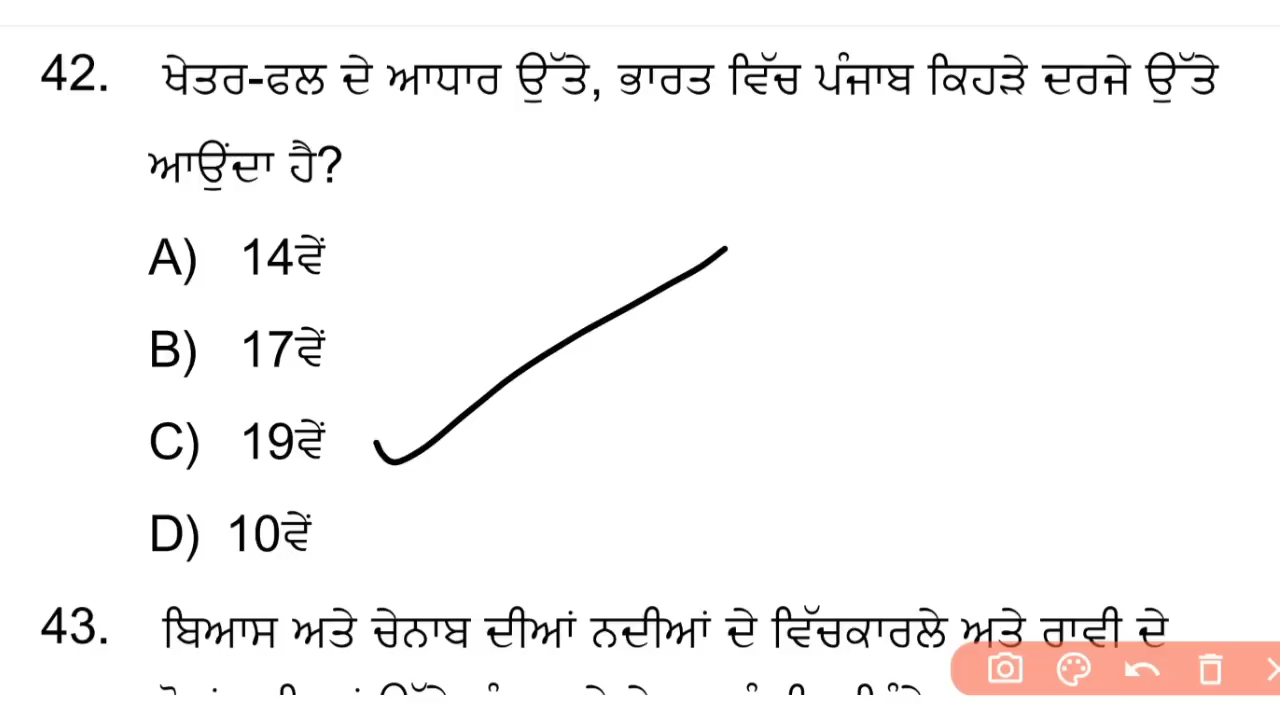 42. ਖੇਤਰ-ਫਲ ਦੇ ਆਧਾਰ ਉੱਤੇ, ਭਾਰਤ ਵਿੱਚ ਪੰਜਾਬ ਕਿਹੜੇ ਦਰਜੇ ਉੱਤੇ
ਆਉਂਦਾ ਹੈ?
A) 14ਵੇਂ
B) 17ਵੇਂ
C) 19ਵੇਂ
D) 10ਵੇਂ
43. ਬਿਆਸ ਅਤੇ ਚੇਨਾਬ ਦੀਆਂ ਨਦੀਆਂ ਦੇ ਵਿੱਚਕਾਰਲੇ ਅਤੇ ਰਾਵੀ ਦੇ